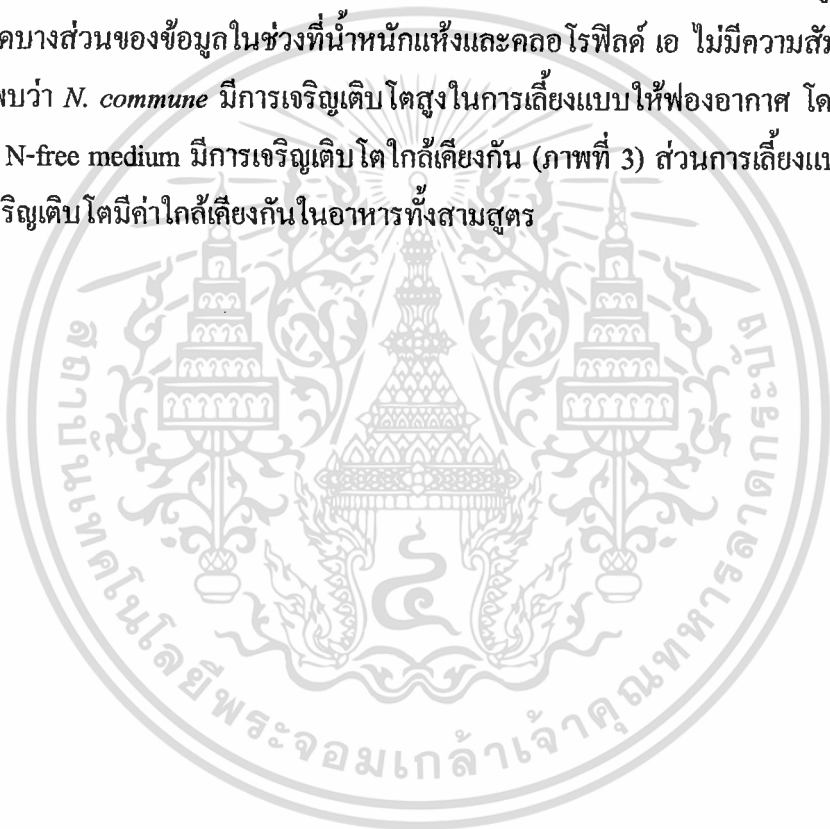 ดบางส่วนของข้อมูลในช่วงที่น้ำหนักแห้งและคลอโรฟิลด์ เอ ไม่มีความสัม
พบว่า N. commune มีการเจริญเติบโตสูงในการเลี้ยงแบบให้ฟองอากาศ โด
N-free medium มีการเจริญเติบโตใกล้เคียงกัน (ภาพที่ 3) ส่วนการเลี้ยงแบ
ริญเติบโตมีค่าใกล้เคียงกันในอาหารทั้งสามสูตร
สถาบันเทคโนโลยีพระจอมเกล้าเจ้าคุณทหารลาดกระบัง